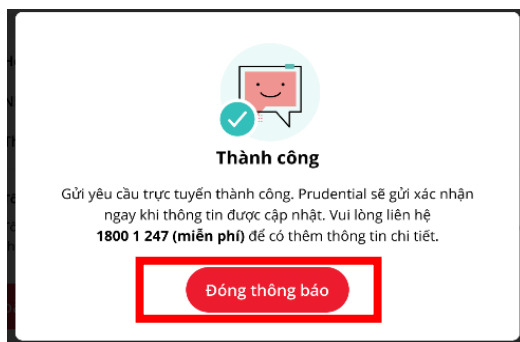 Thành công
Gửi yêu cầu trực tuyến thành công. Prudential sẽ gửi xác nhận
ngay khi thông tin được cập nhật. Vui lòng liên hệ
1800 1 247 (miễn phí) để có thêm thông tin chi tiết.
Đóng thông báo